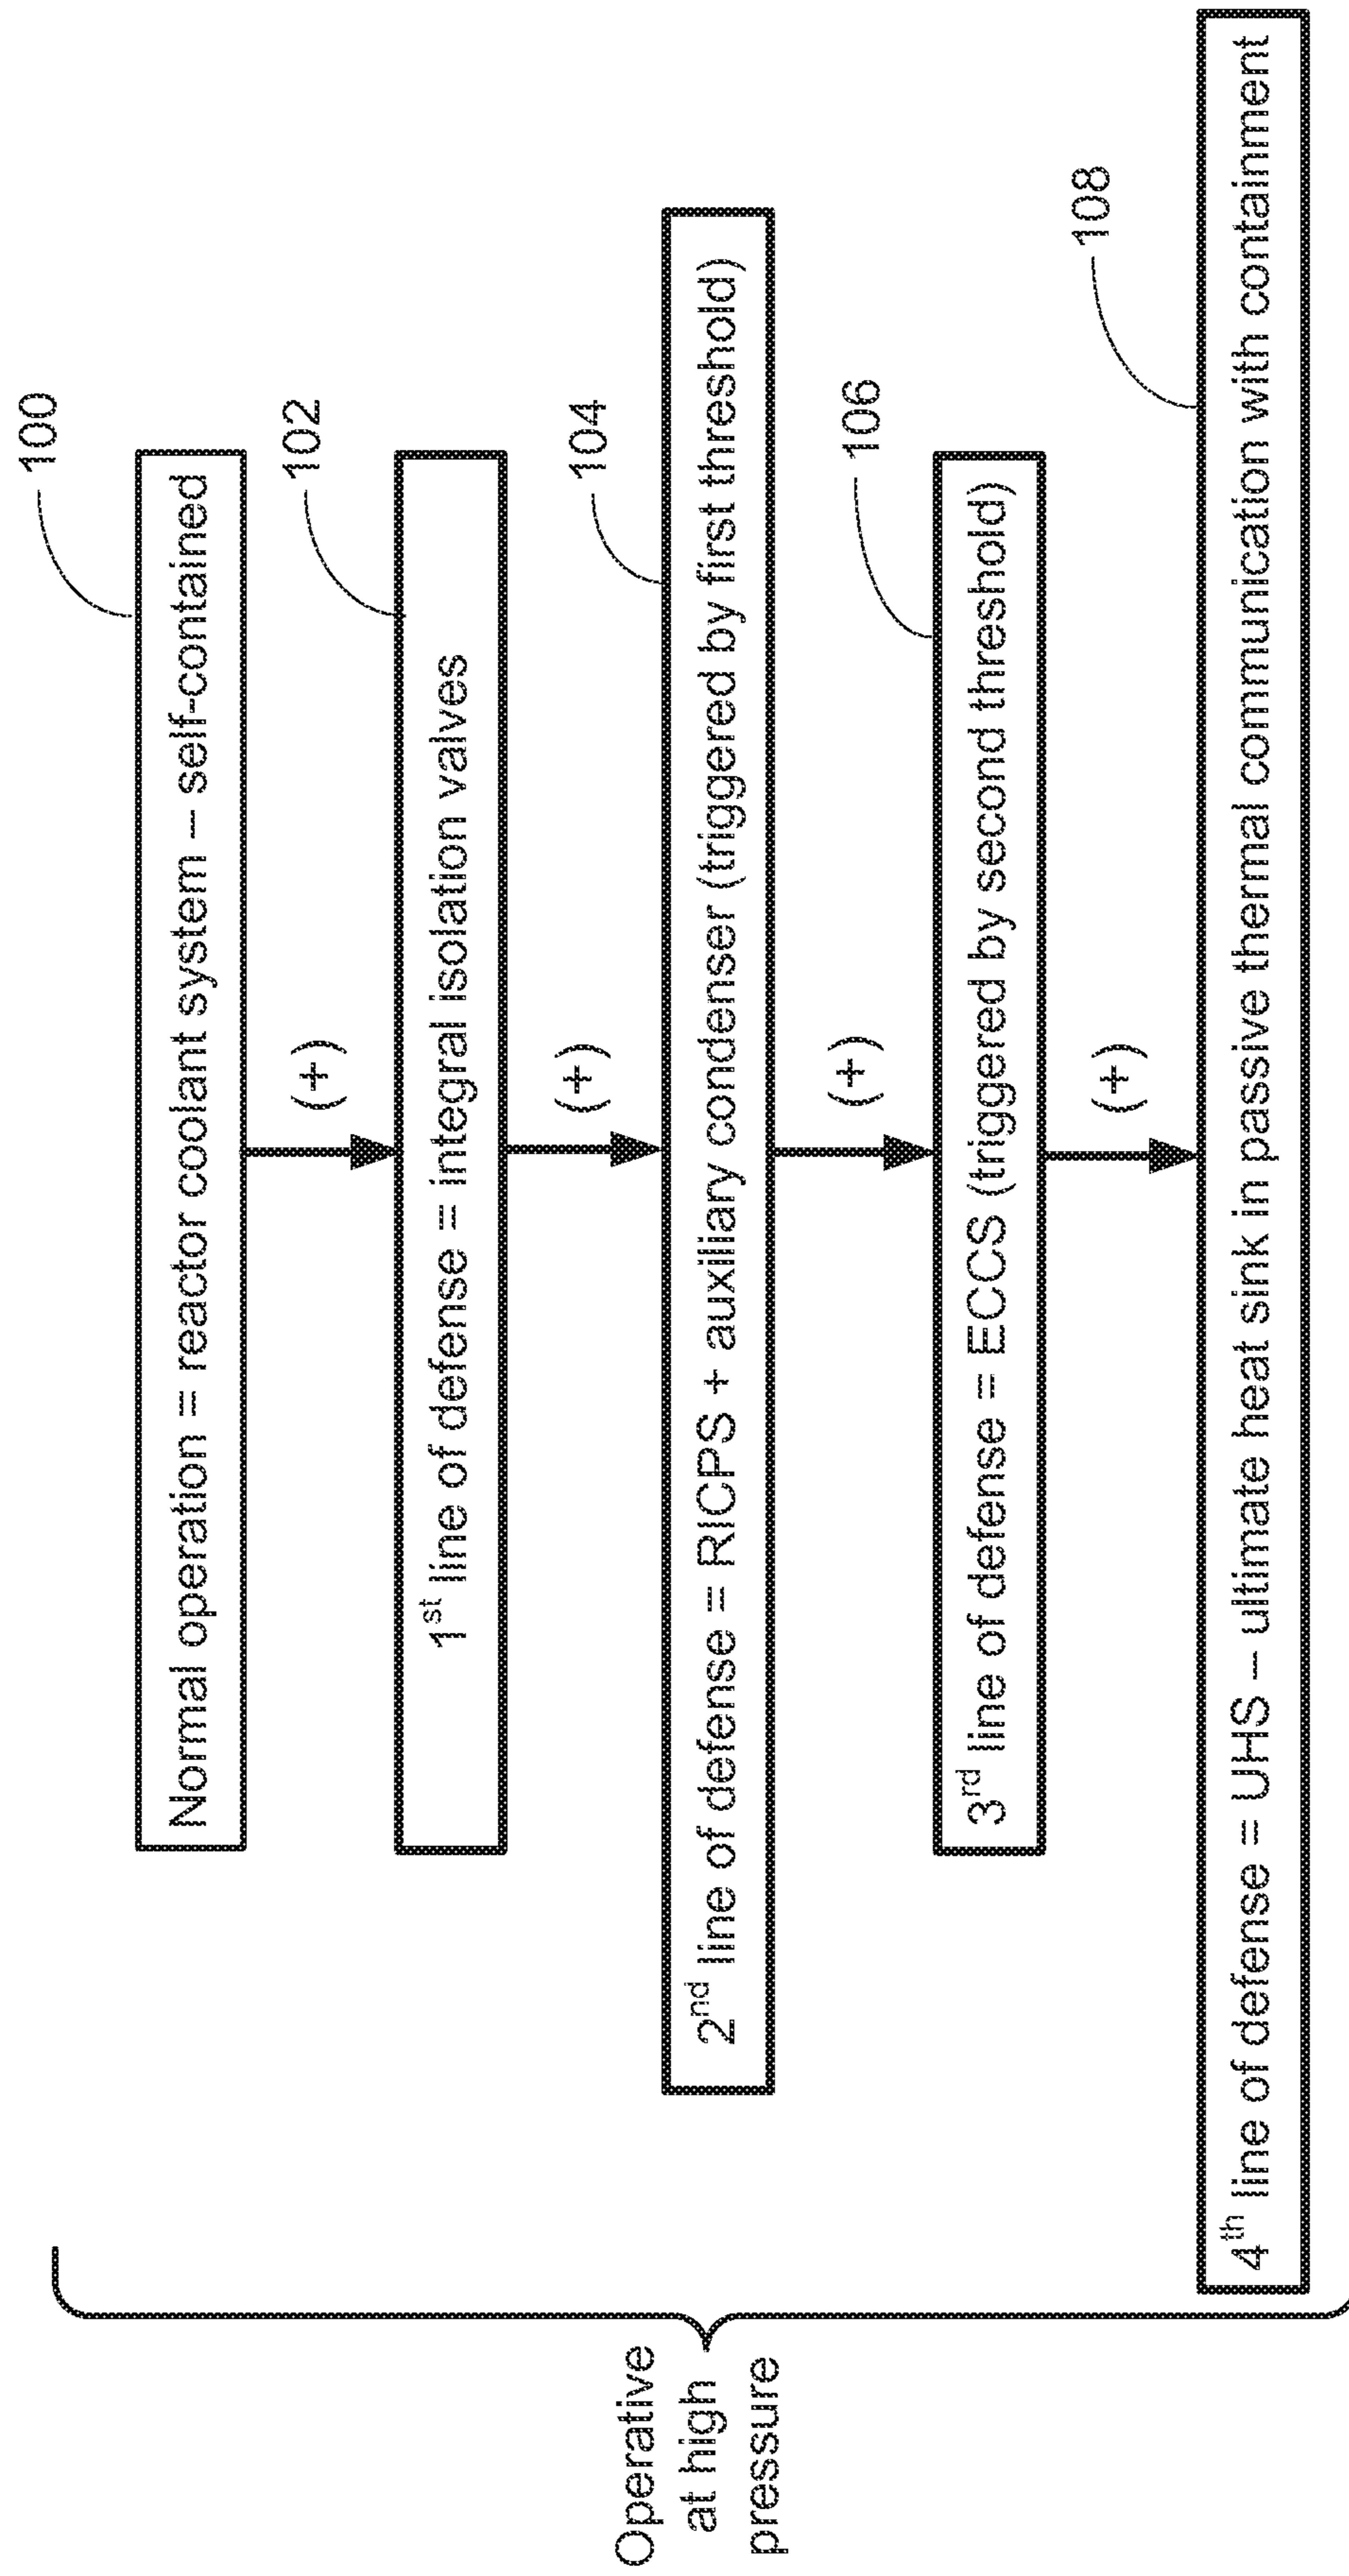 100
Normal operation = reactor coolant system – self-contained
(+)
102
1st line of defense = integral isolation valves
(+)
104
2nd line of defense = RICPS + auxiliary condenser (triggered by first threshold)
(+)
106
3rd line of defense = ECCS (triggered by second threshold)
(+)
108
4th line of defense = UHS – ultimate heat sink in passive thermal communication with containment
Operative
at high
pressure